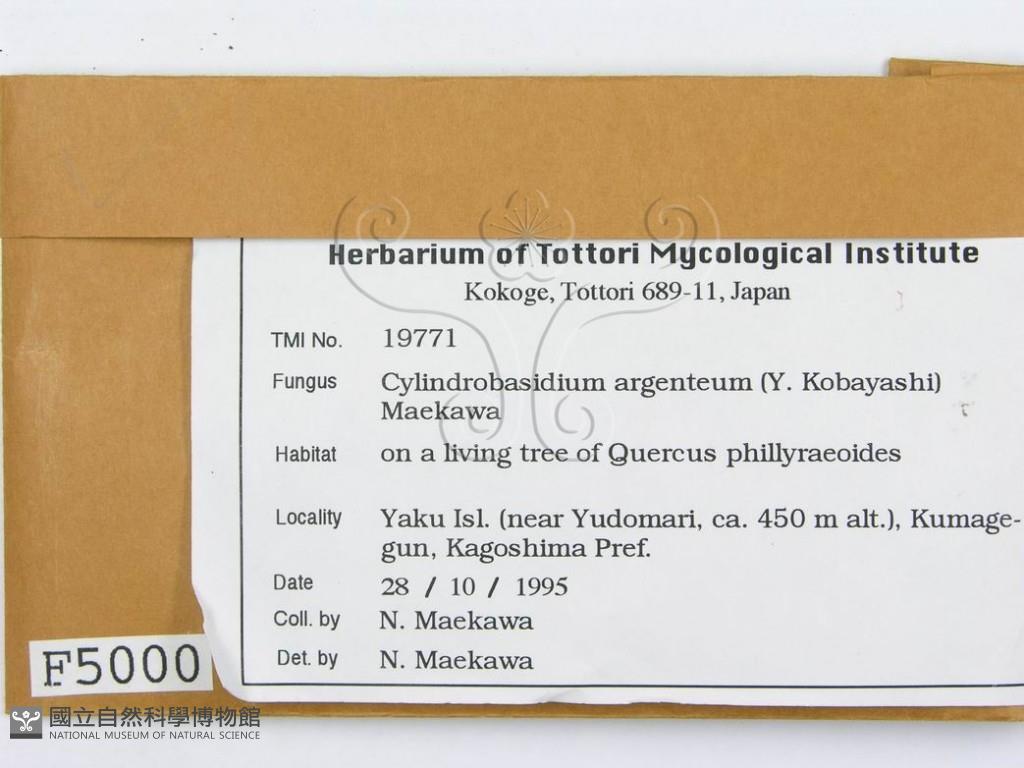 Herbarium of Tottori Mycological Institute
Kokoge, Tottori 689-11, Japan
TMI No. 19771
Fungus Cylindrobasidium argenteum (Y. Kobayashi)
Maekawa
Habitat on a living tree of Quercus phillyraeoides
Locality Yaku Isl. (near Yudomari, ca. 450 m alt.), Kumage-
gun, Kagoshima Pref.
Date 28 / 10 / 1995
Coll. by N. Maekawa
Det. by N. Maekawa
F5000
國立自然科學博物館
NATIONAL MUSEUM OF NATURAL SCIENCE